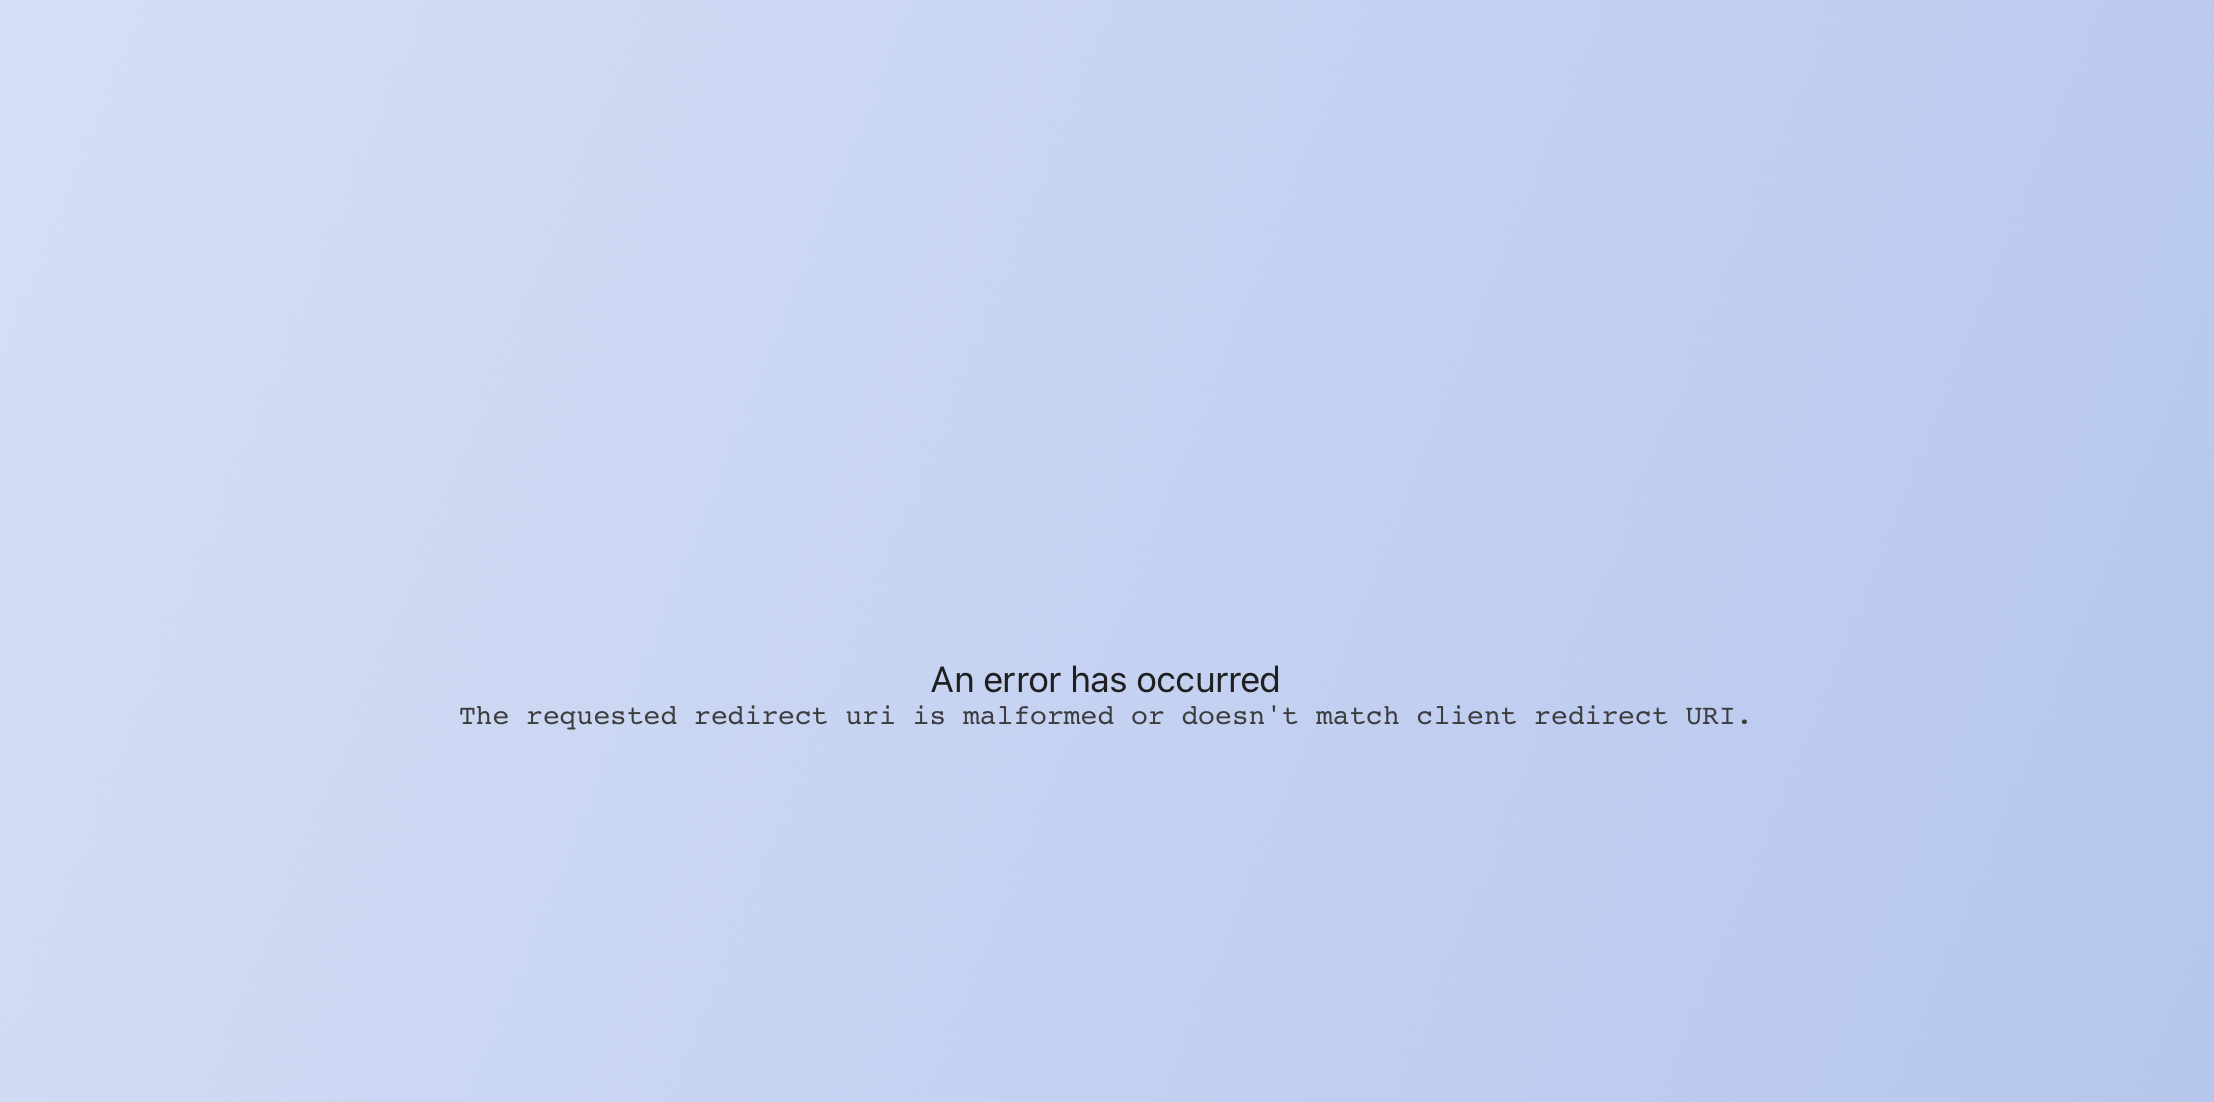 An error has occurred
The requested redirect uri is malformed or doesn't match client redirect URI.